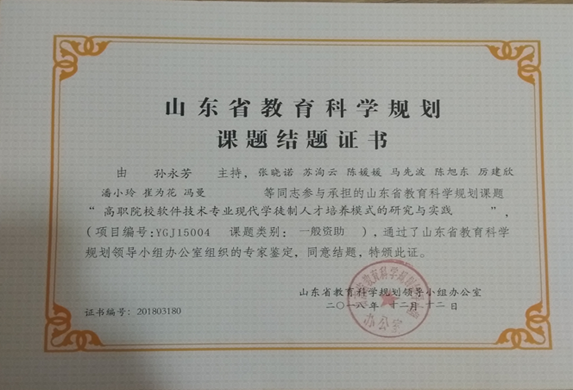 山东省教育科学规划
课题结题证书
由 孙永芳 主持，张晓诺 苏洵云 陈媛媛 马先波 陈旭东 厉建欣
潘小玲 崔为花 冯曼 等同志参与承担的山东省教育科学规划课题
“高职院校软件技术专业现代学徒制人才培养模式的研究与实践”，
（项目编号:YGJ15004 课题类别: 一般资助 ），通过了山东省教育科学
规划领导小组办公室组织的专家鉴定，同意结题，特颁此证。
山东省教育科学规划领导小组办公室
二〇一八年 十二月 十二日
证书编号: 201803180